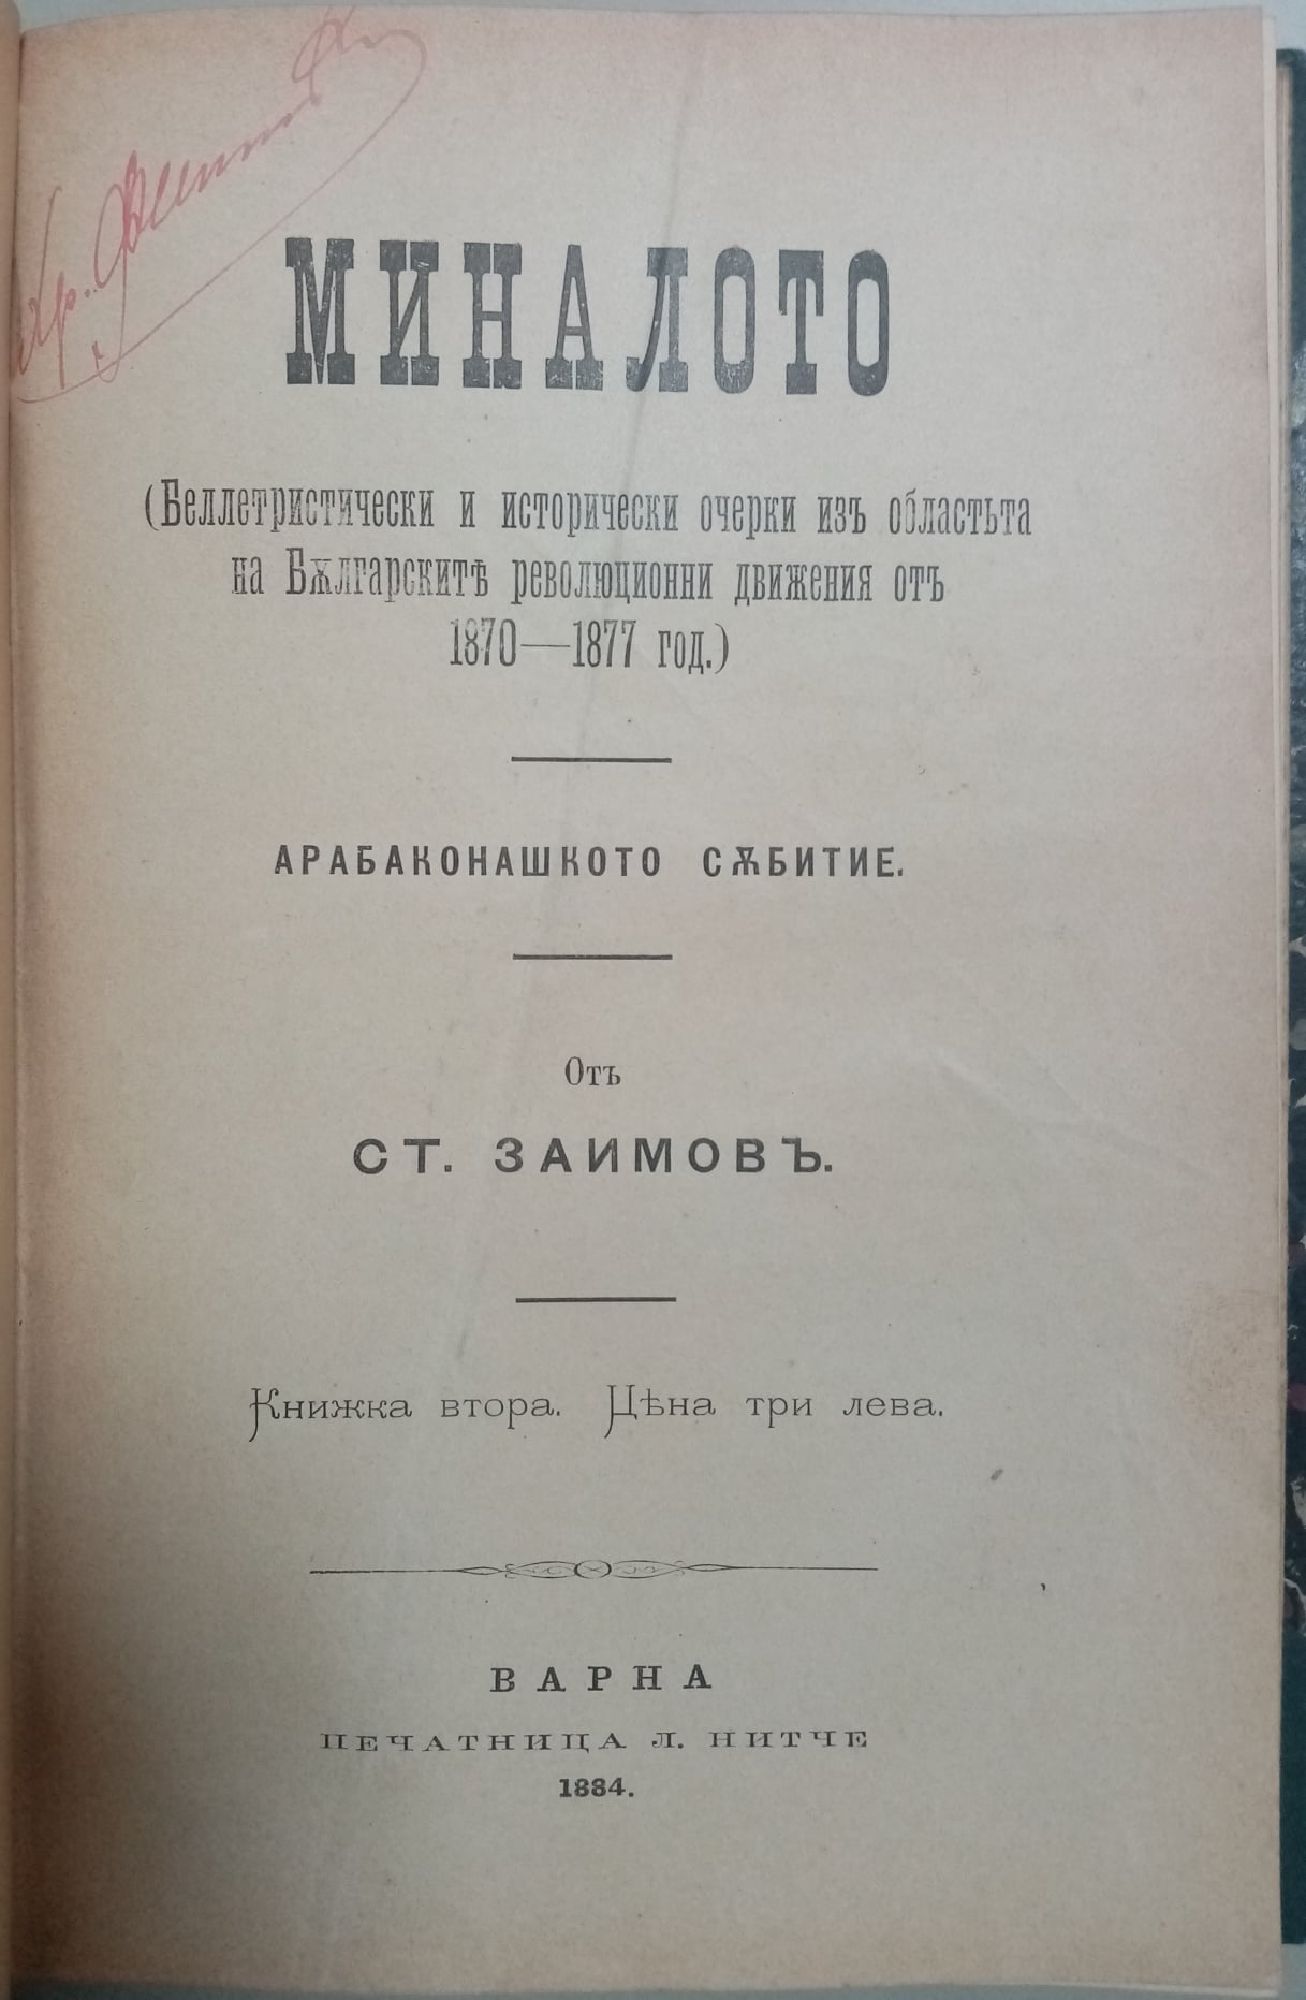 Хр.
МИНАЛОТО
(Беллетристически и исторически очерки изъ областьта
на Бѫлгарскитѣ революционни движения отъ
1870—1877 год.)
АРАБАКОНАШКОТО СѪБИТИЕ.
Отъ
СТ. ЗАИМОВЪ.
Книжка втора. Цѣна три лева.
ВАРНА
ПЕЧАТНИЦА Л. НИТЧЕ
1884.